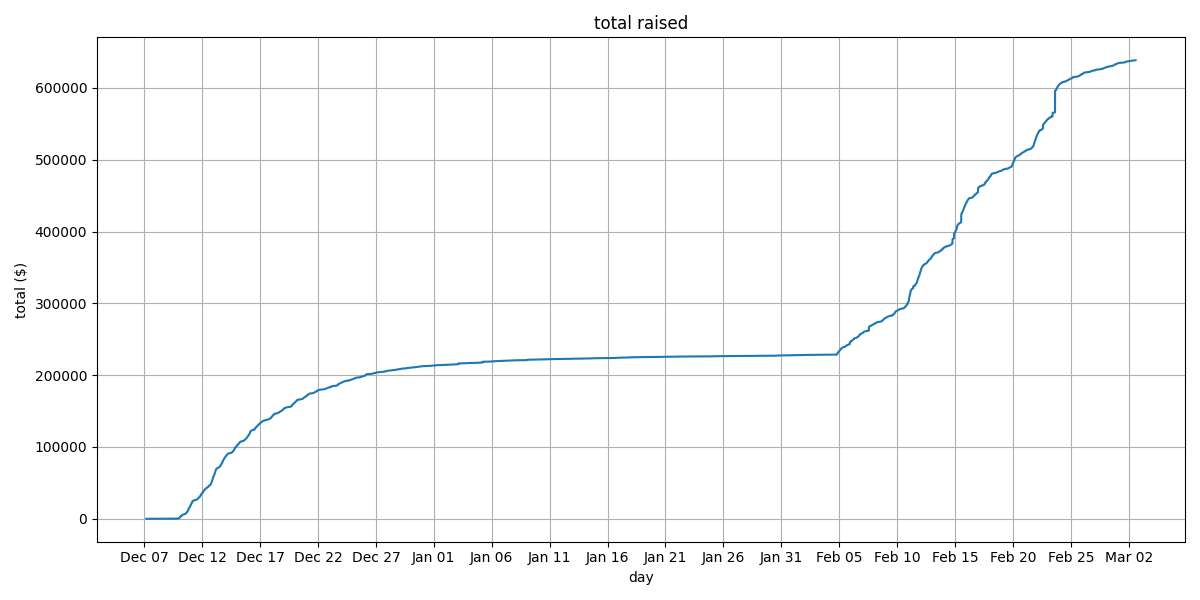 total raised
total ($)
600000
500000
400000
300000
200000
100000
0
Dec 07 Dec 12 Dec 17 Dec 22 Dec 27 Jan 01 Jan 06 Jan 11 Jan 16 Jan 21 Jan 26 Jan 31 Feb 05 Feb 10 Feb 15 Feb 20 Feb 25 Mar 02
day